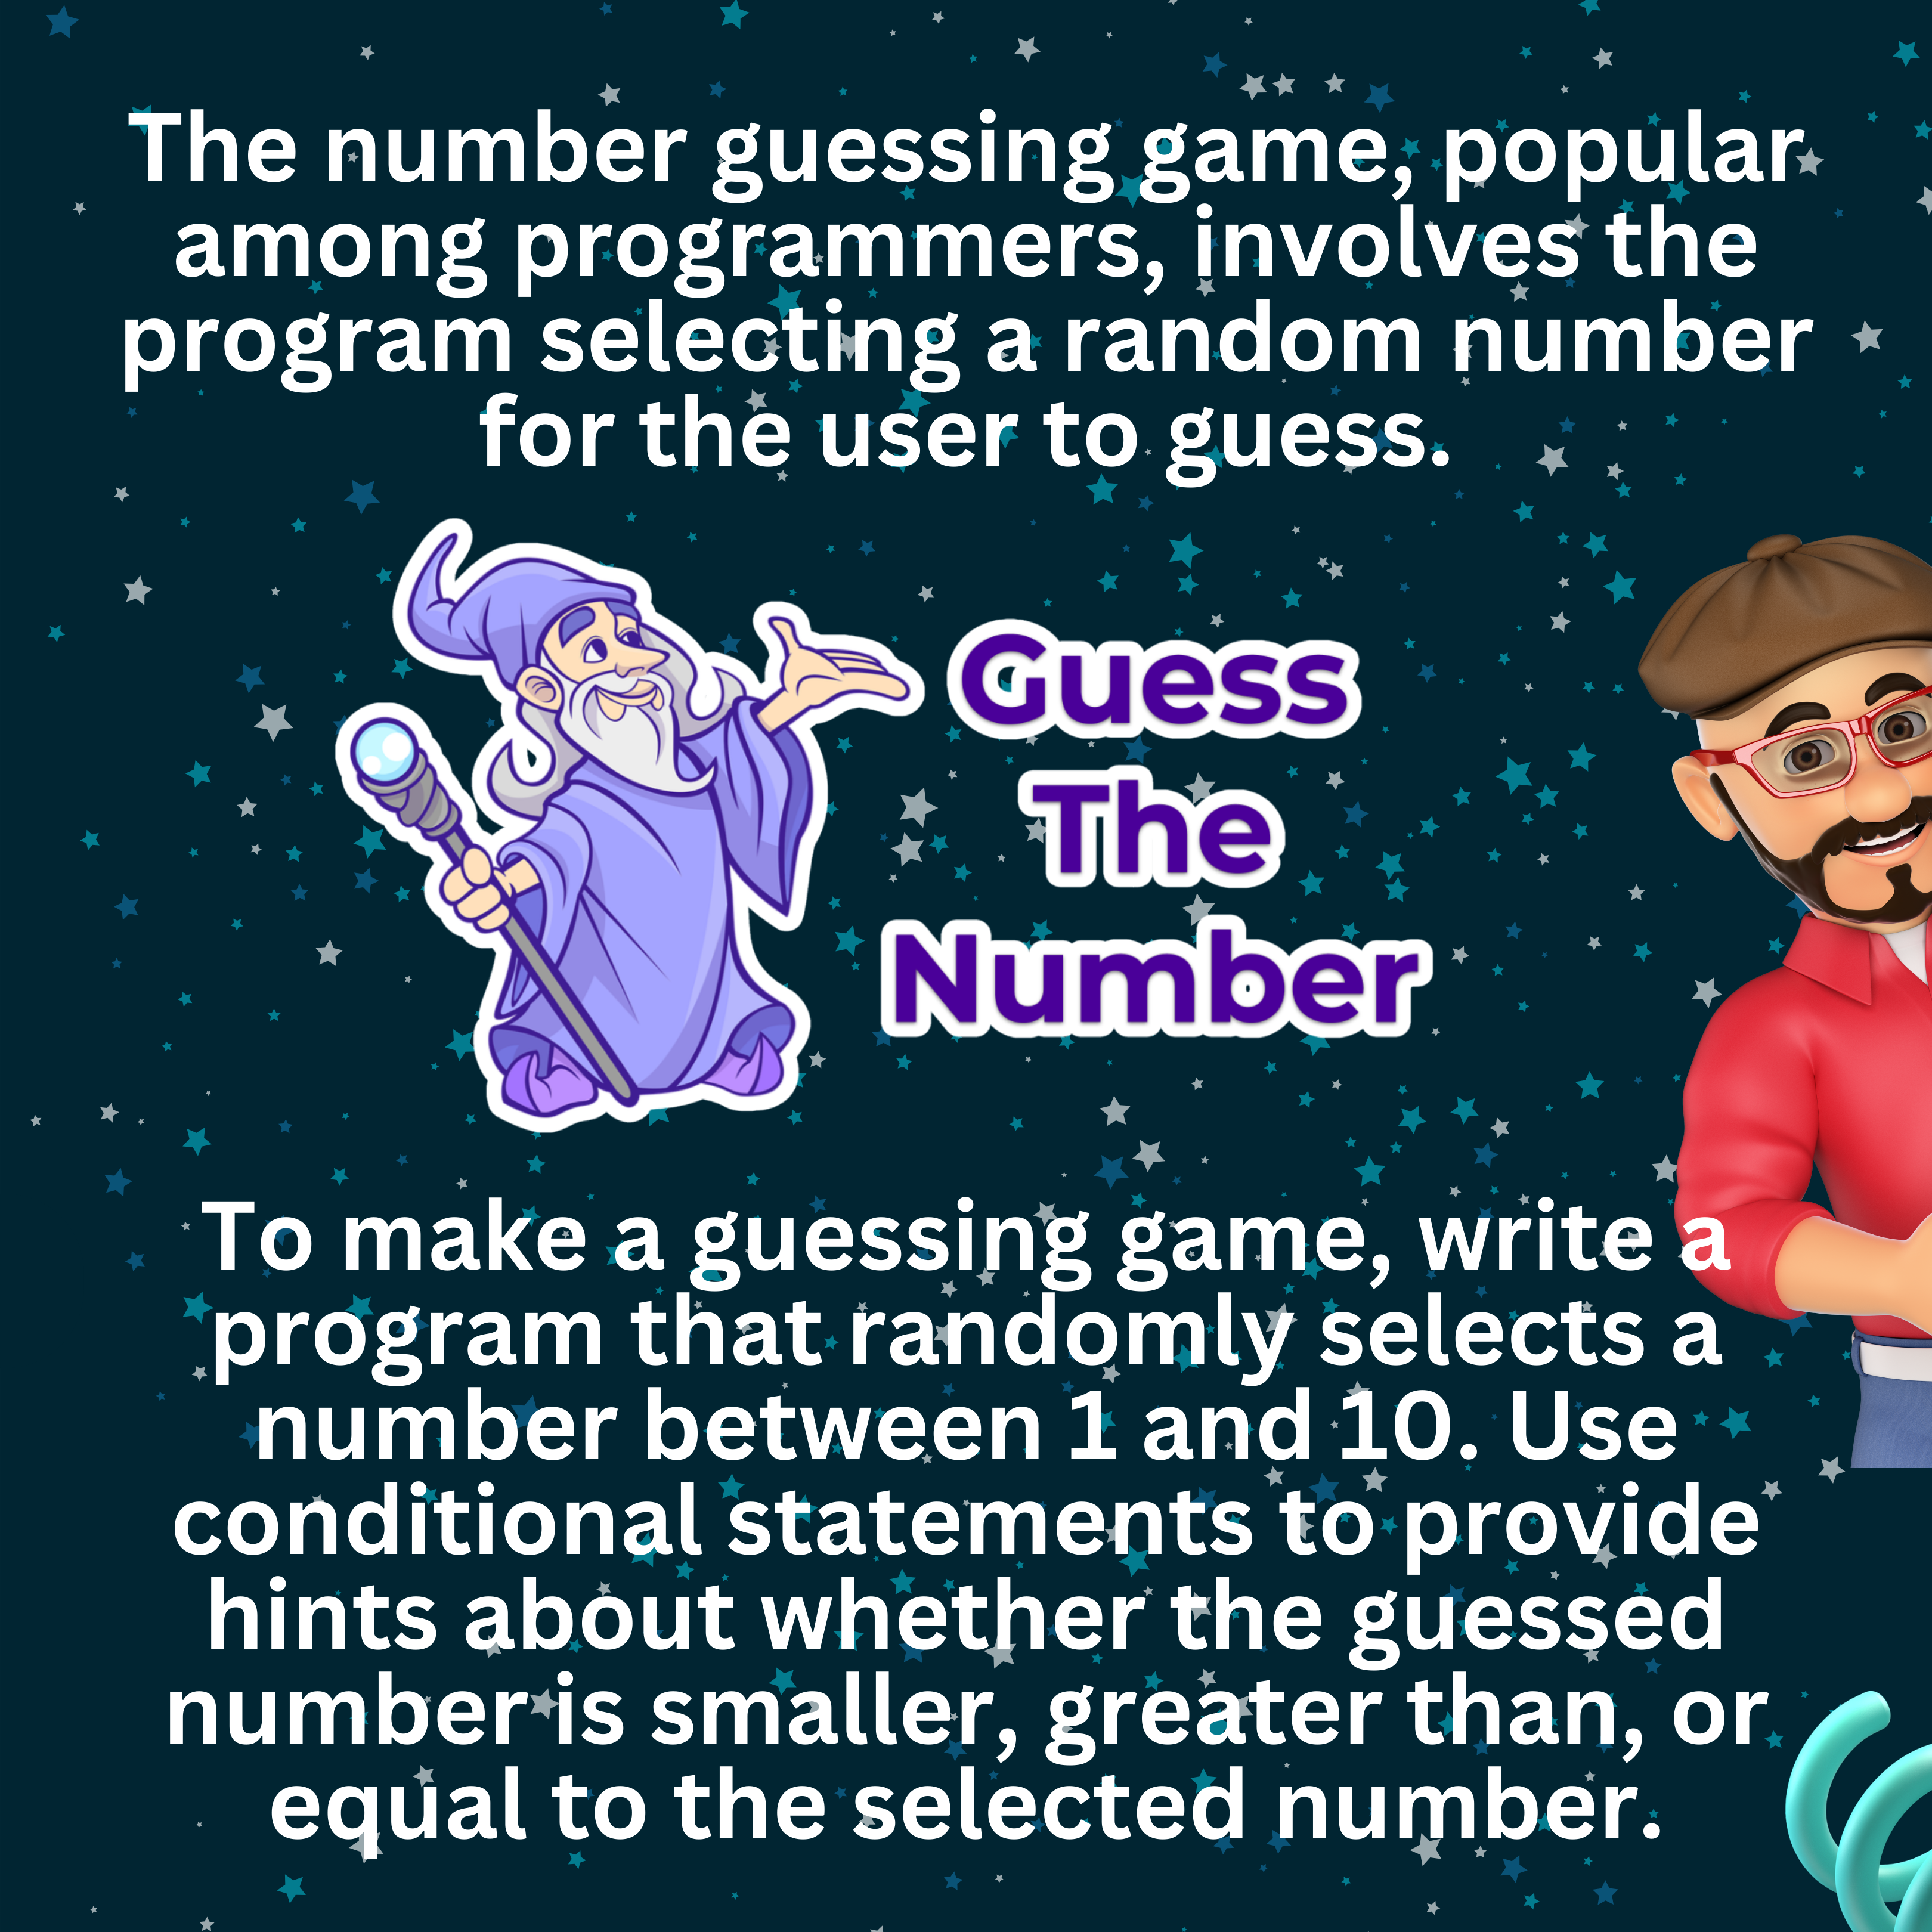 The number guessing game, popular
among programmers, involves the
program selecting a random number
for the user to guess.
Guess
The
Number
To make a guessing game, write a
program that randomly selects a
number between 1 and 10. Use
conditional statements to provide
hints about whether the guessed
number is smaller, greater than, or
equal to the selected number.